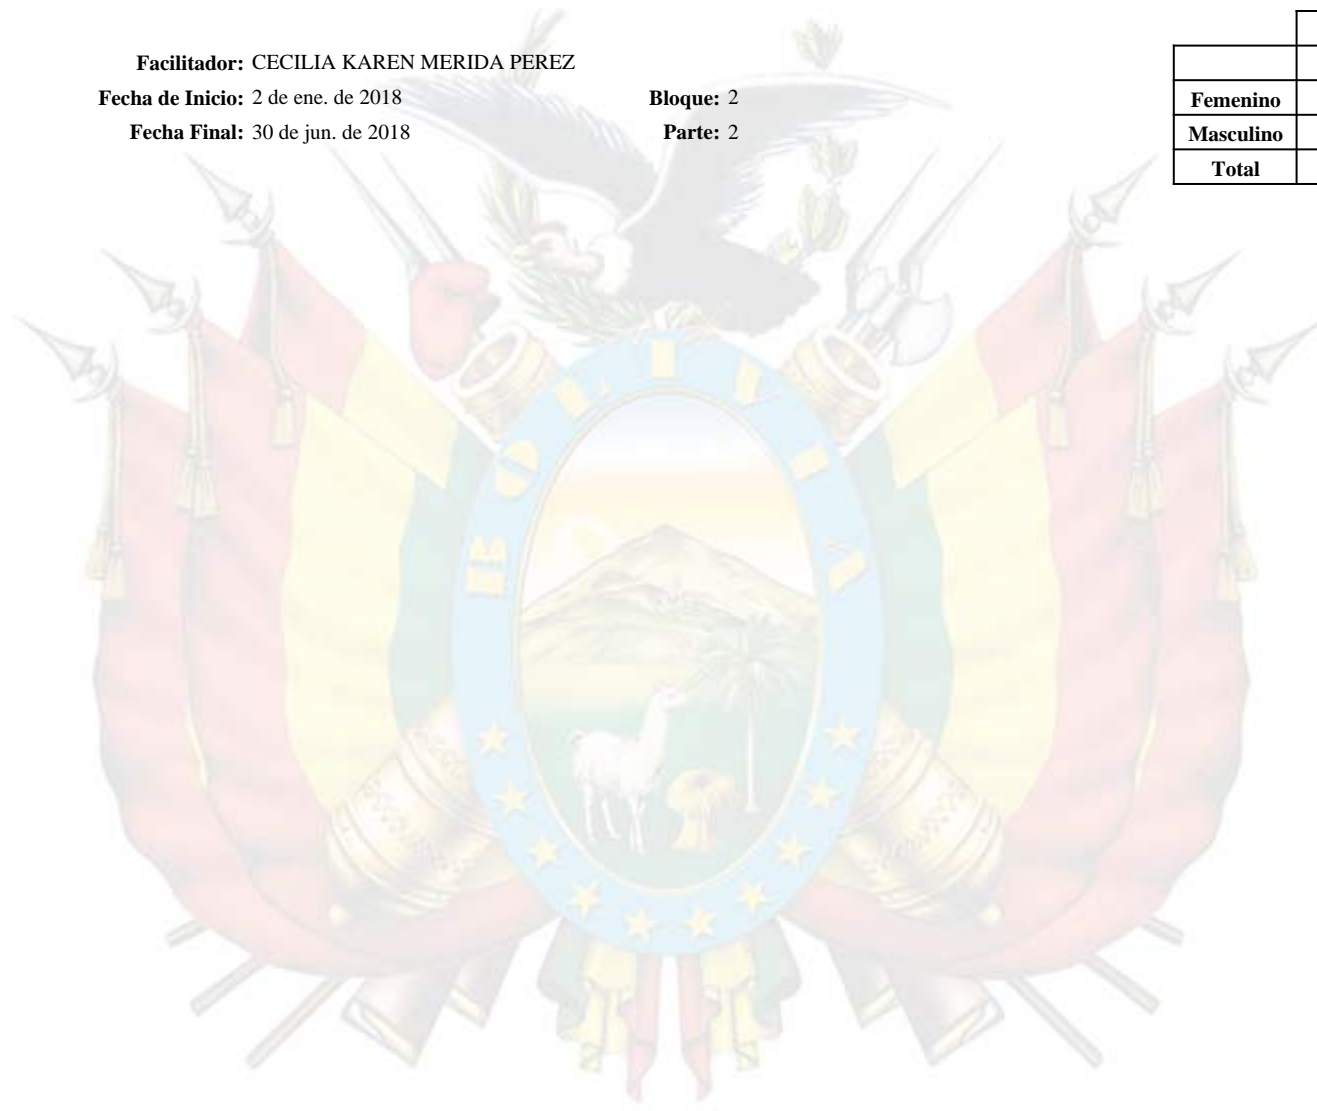 Facilitador: CECILIA KAREN MERIDA PEREZ
Fecha de Inicio: 2 de ene. de 2018 Bloque: 2
Fecha Final: 30 de jun. de 2018 Parte: 2
Femenino
Masculino
Total
BOLIVIA